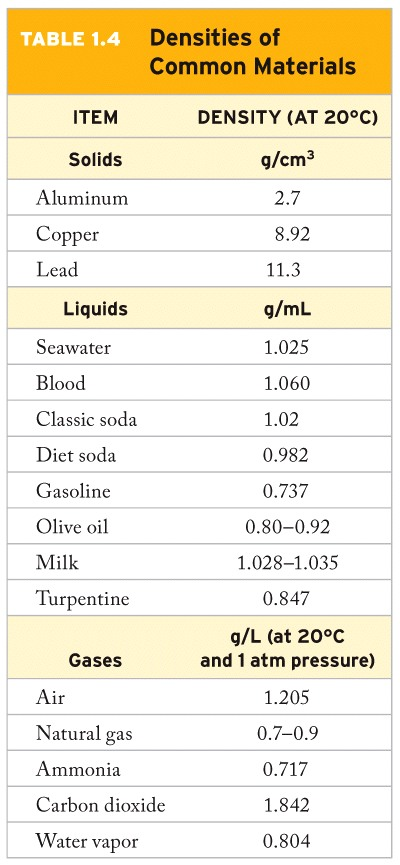 TABLE 1.4 Densities of
Common Materials
ITEM DENSITY (AT 20°C)
Solids g/cm³
Aluminum 2.7
Copper 8.92
Lead 11.3
Liquids g/mL
Seawater 1.025
Blood 1.060
Classic soda 1.02
Diet soda 0.982
Gasoline 0.737
Olive oil 0.80–0.92
Milk 1.028–1.035
Turpentine 0.847
g/L (at 20°C
Gases and 1 atm pressure)
Air 1.205
Natural gas 0.7–0.9
Ammonia 0.717
Carbon dioxide 1.842
Water vapor 0.804